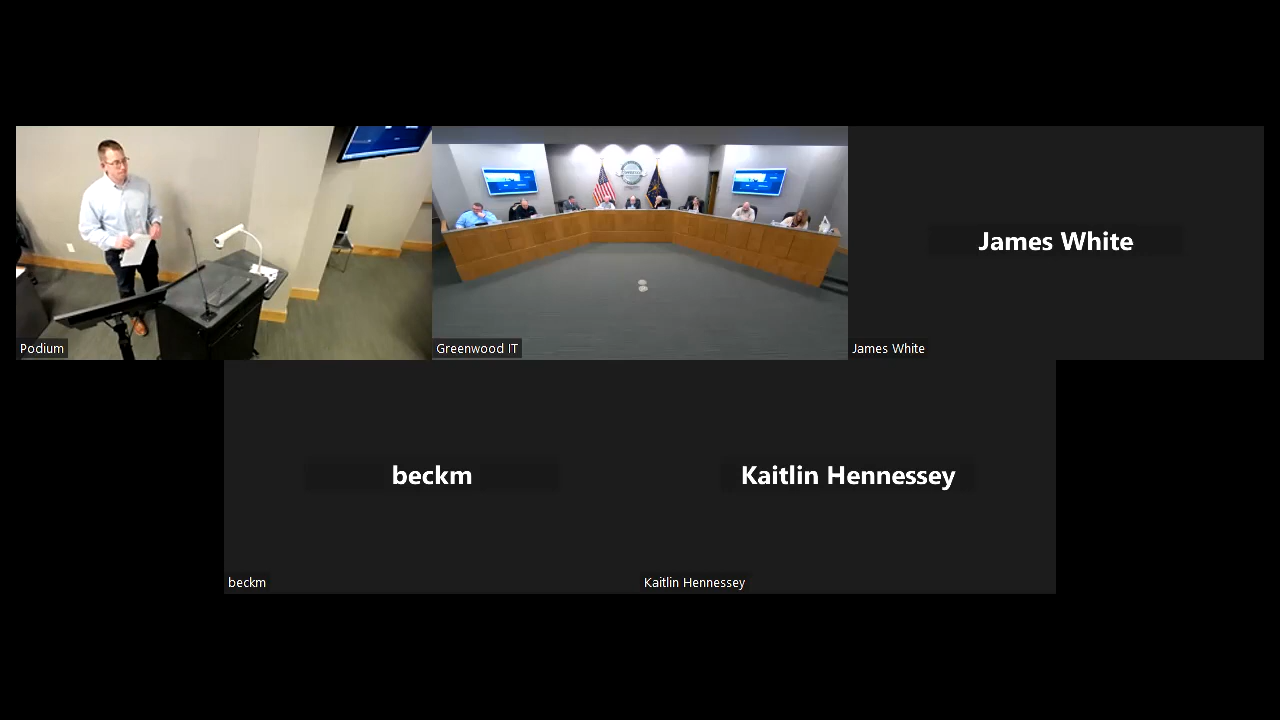 Podium
Greenwood IT
James White
James White
beckm
Kaitlin Hennessey
beckm
Kaitlin Hennessey